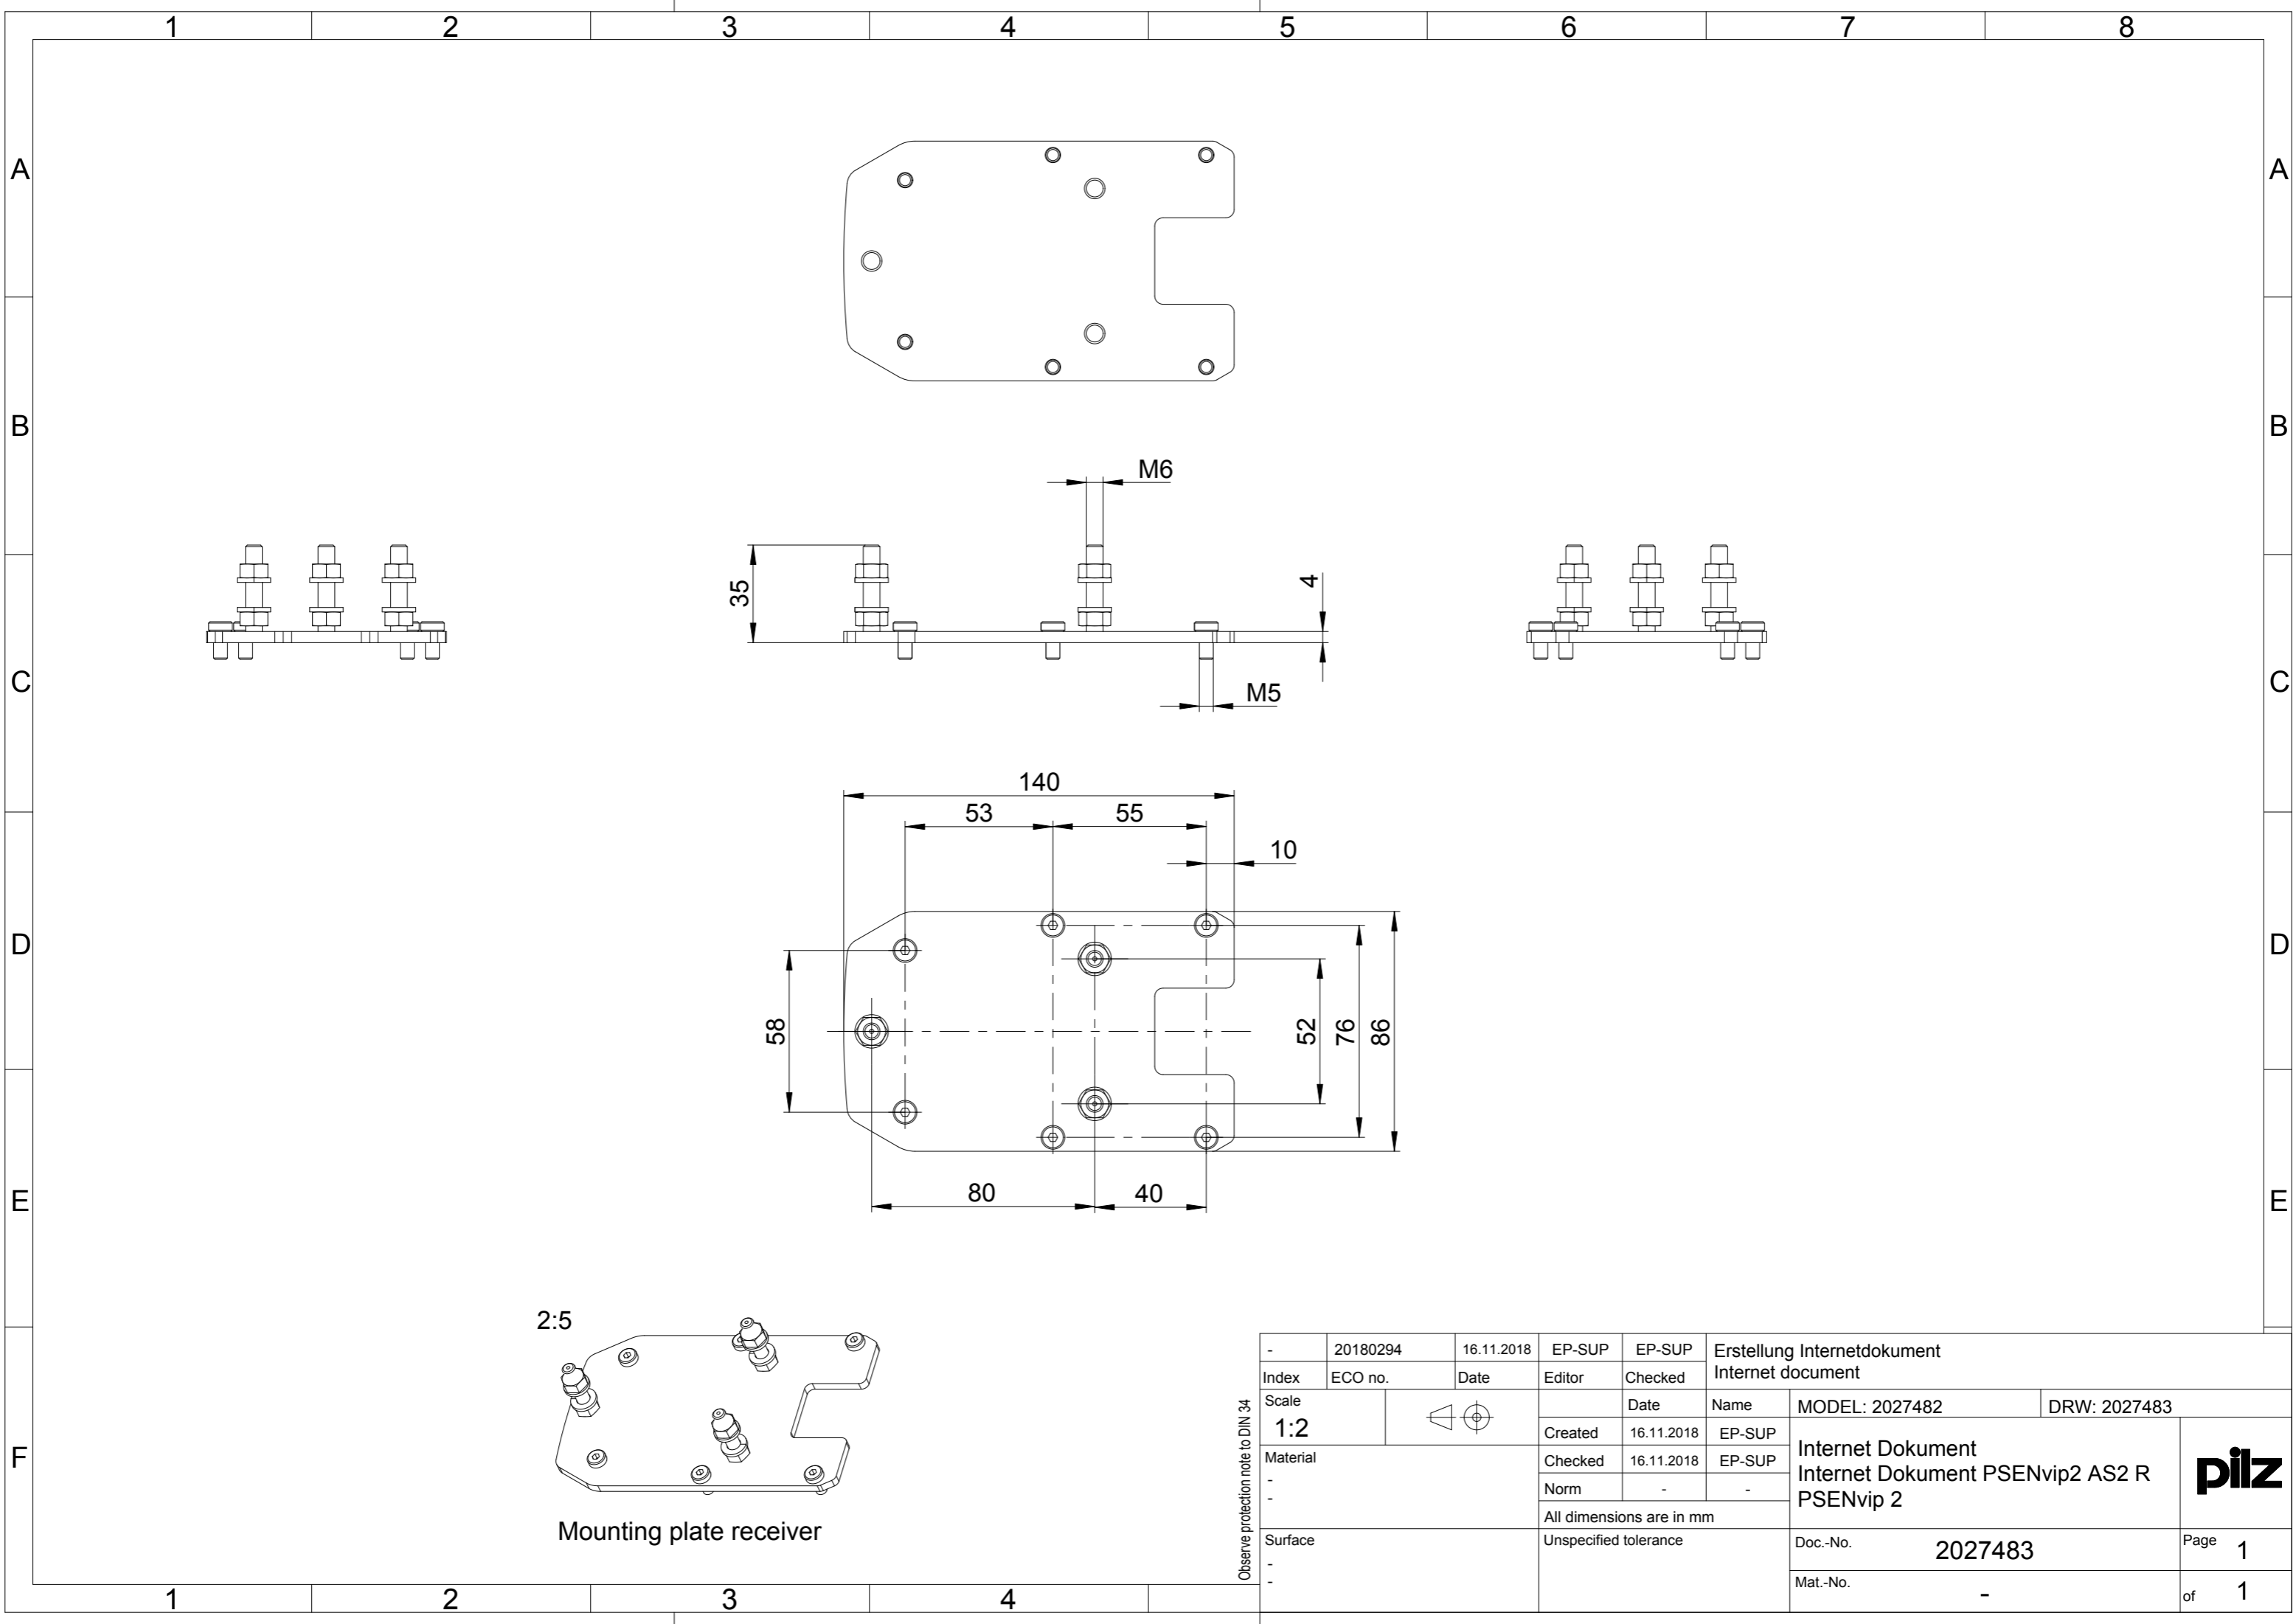 1 2 3 4 5 6 7 8
A A
B B
M6
35
4
C C
M5
140
53 55
10
D D
58
52
76
86
80 40
E E
2:5
F
Mounting plate receiver
Observe protection note to DIN 34
- 20180294 16.11.2018 EP-SUP EP-SUP Erstellung Internetdokument
Index ECO no. Date Editor Checked Internet document
Scale Date Name MODEL: 2027482 DRW: 2027483
1:2
Created 16.11.2018 EP-SUP
Material Checked 16.11.2018 EP-SUP
-
-
Norm - -
All dimensions are in mm
Internet Dokument
Internet Dokument PSENvip2 AS2 R
PSENvip 2
pilz
Surface Unspecified tolerance
-
-
Doc.-No. 2027483 Page 1
Mat.-No. - of 1
1 2 3 4